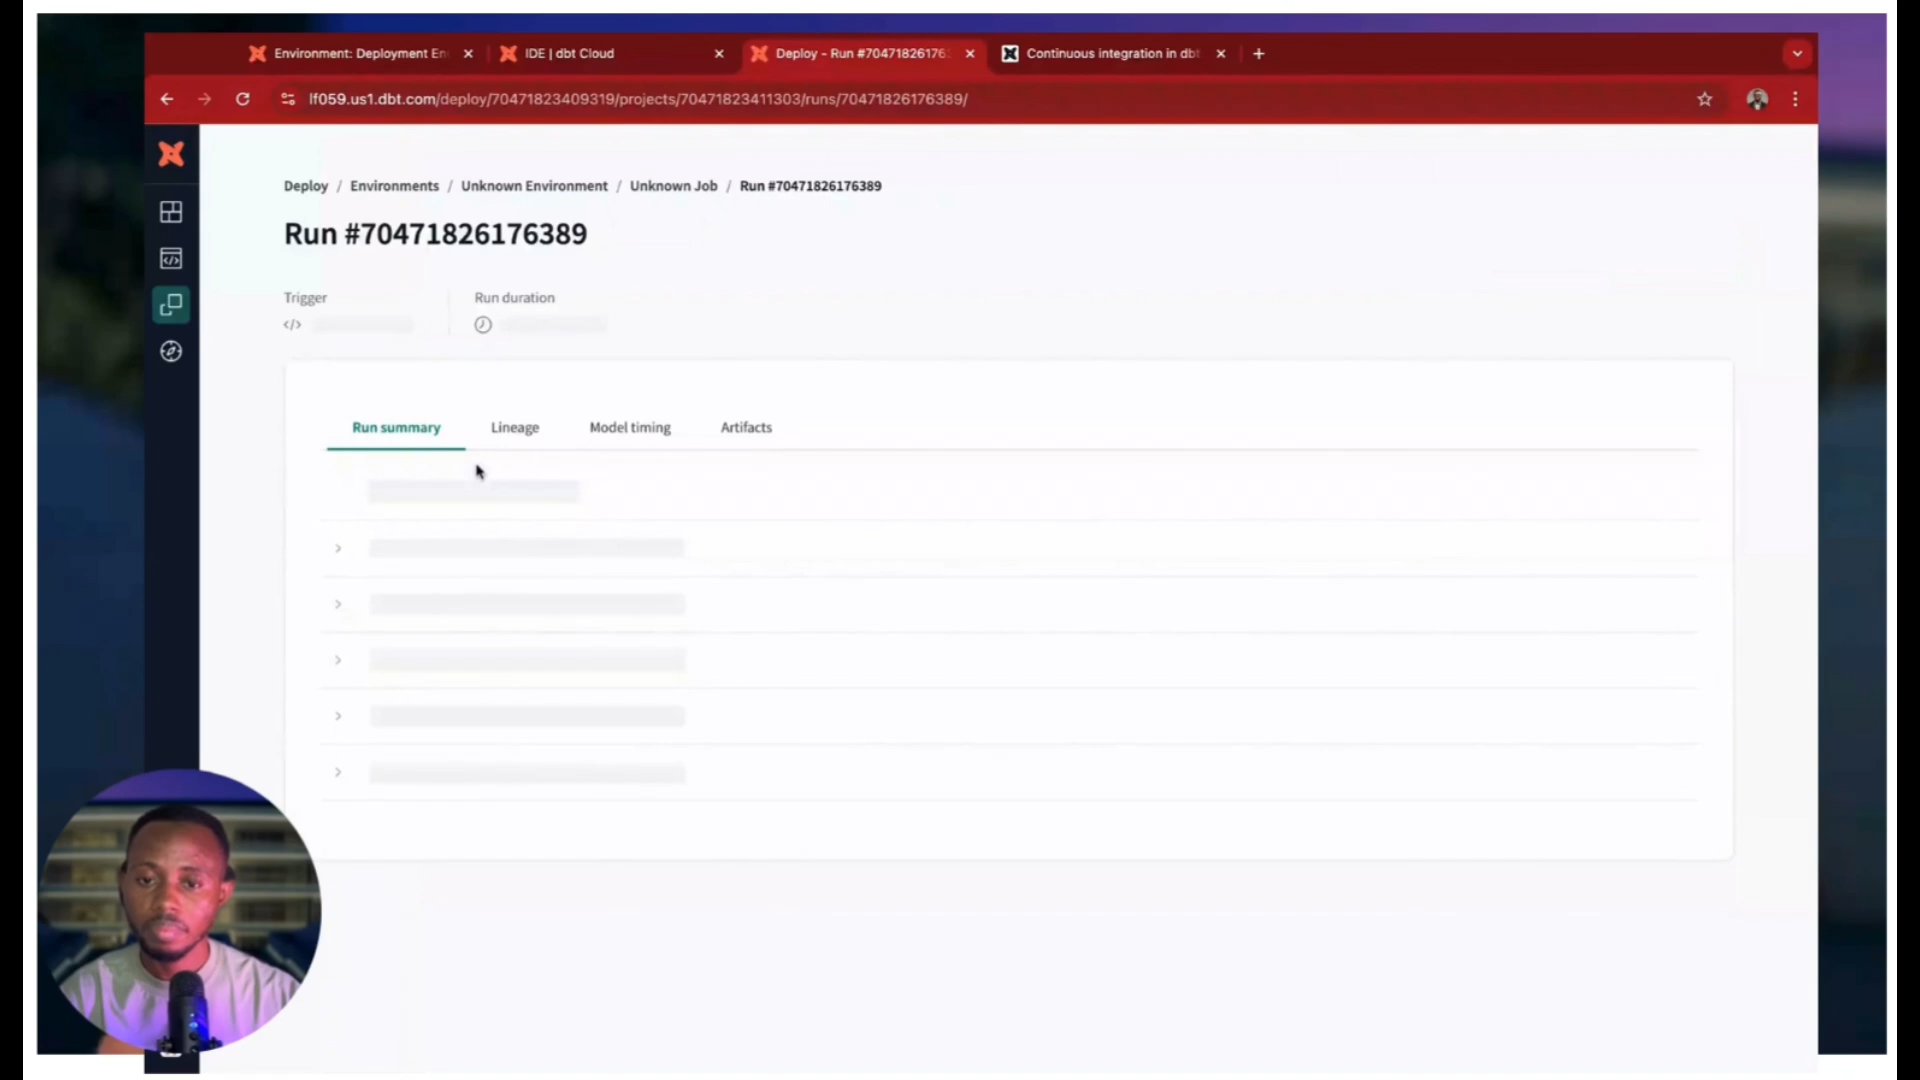 Environment: Deployment En
IDE | dbt Cloud
Deploy - Run #70471826176
Continuous integration in dbt
lf059.us1.dbt.com/deploy/70471823409319/projects/70471823411303/runs/70471826176389/
Deploy / Environments / Unknown Environment / Unknown Job / Run #70471826176389
Run #70471826176389
Trigger
Run duration
Run summary
Lineage
Model timing
Artifacts